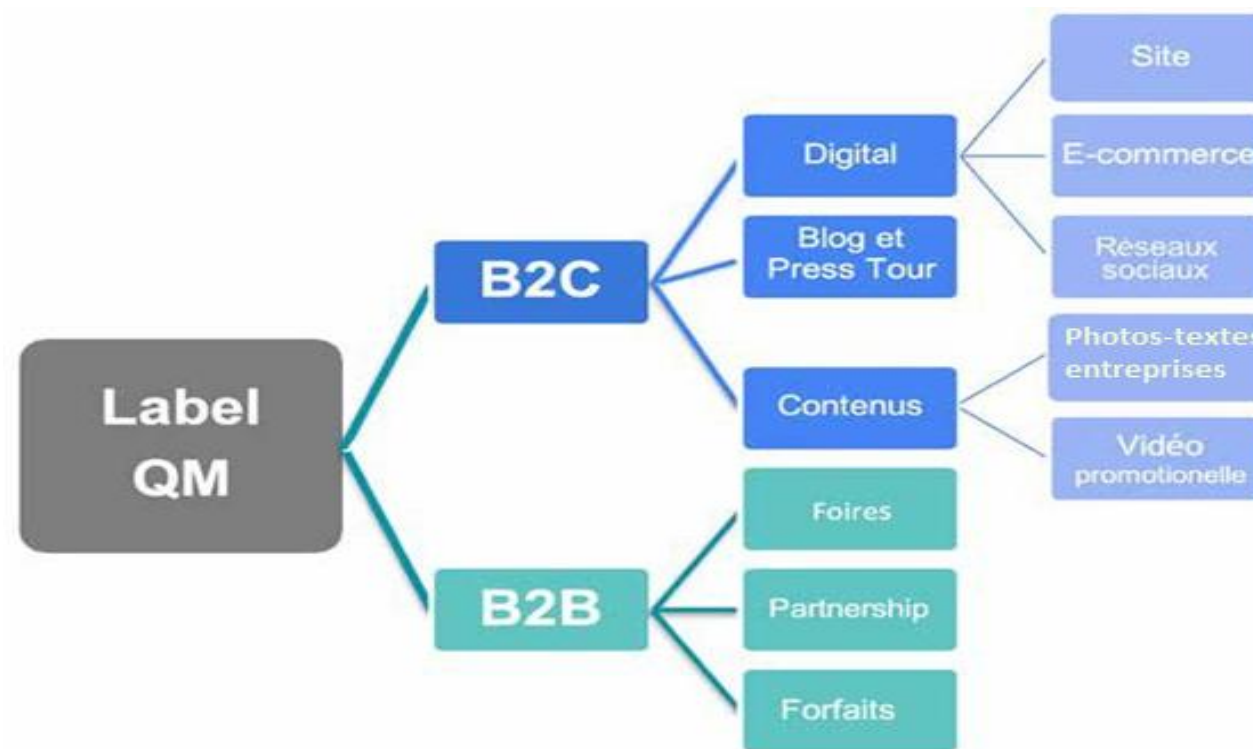 Label
QM
B2C
B2B
Digital
Blog et
Press Tour
Contenus
Foires
Partnership
Forfaits
Site
E-commerce
Réseaux
sociaux
Photos-textes
entreprises
Vidéo
promotionelle